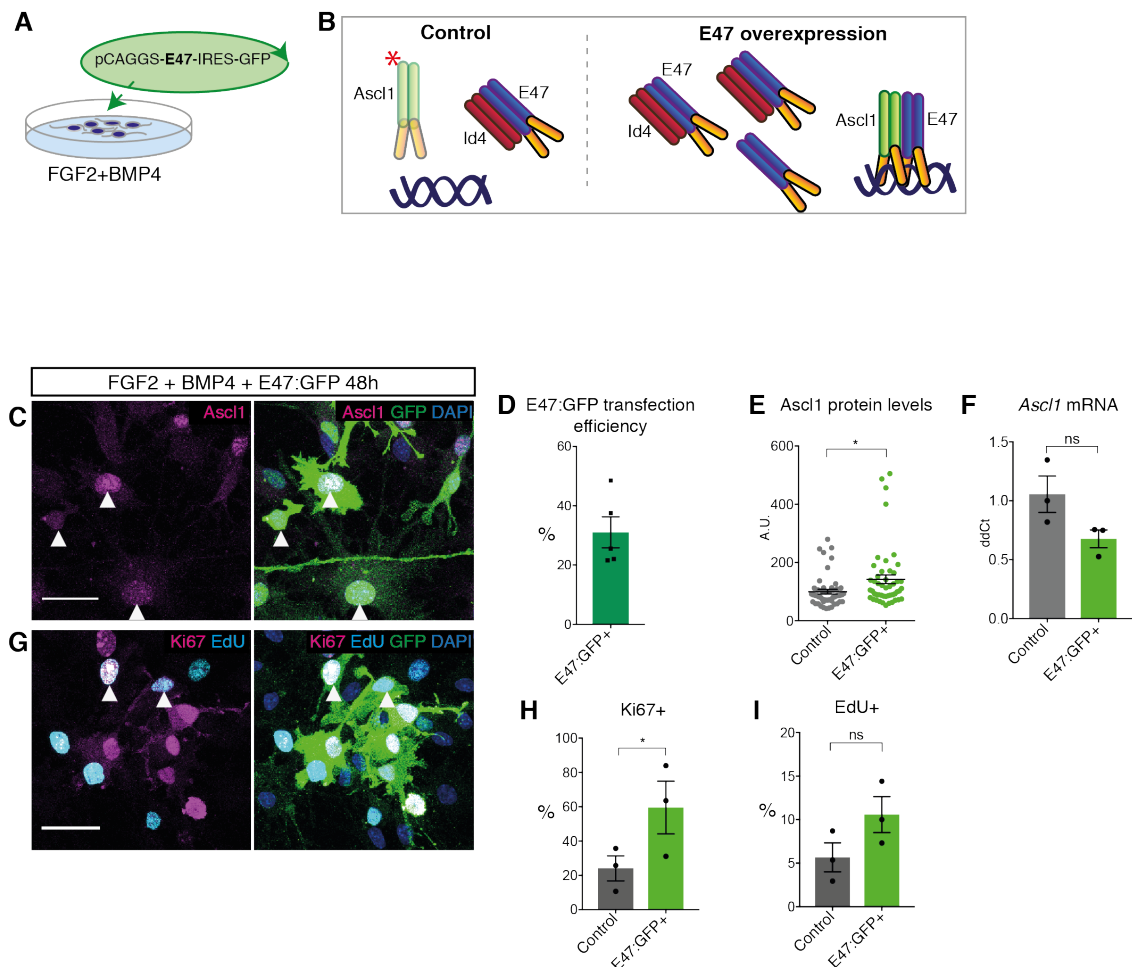 A
pCAGGS-E47-IRES-GFP
FGF2+BMP4
B
Control
E47 overexpression
*
Ascl1
E47
Id4
E47
Id4
Ascl1
E47
FGF2 + BMP4 + E47:GFP 48h
C
Ascl1
Ascl1 GFP DAPI
G
Ki67 EdU
Ki67 EdU GFP DAPI
D
E47:GFP transfection
efficiency
60
40
20
0
%
E47:GFP+
E
Ascl1 protein levels
*
600
400
200
0
A.U.
Control
E47:GFP+
F
Ascl1 mRNA
ns
1.5
1.0
0.5
0.0
ddCt
Control
E47:GFP+
H
Ki67+
*
100
80
60
40
20
0
%
Control
E47:GFP+
I
EdU+
ns
20
15
10
5
0
%
Control
E47:GFP+